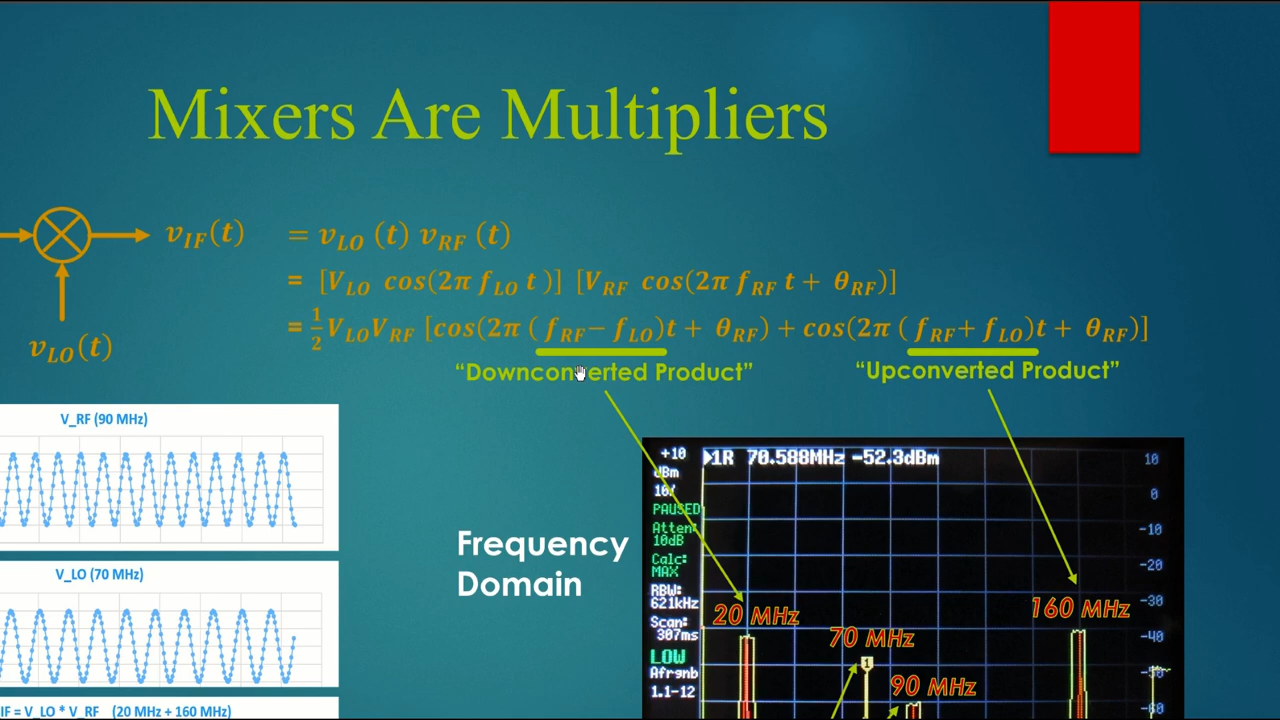 Mixers Are Multipliers
v_IF(t) = v_LO (t) v_RF (t)
= [V_LO cos(2π f_LO t )] [V_RF cos(2π f_RF t + θ_RF)]
= 1/2 V_LO V_RF [cos(2π ( f_RF − f_LO)t + θ_RF) + cos(2π ( f_RF + f_LO)t + θ_RF)]
v_LO(t)
“Downconverted Product”
“Upconverted Product”
V_RF (90 MHz)
V_LO (70 MHz)
IF = V_LO * V_RF (20 MHz + 160 MHz)
Frequency
Domain
+10
dBm
10/
PAUSED
Atten:
10dB
Calc:
MAX
RBW:
621kHz
Scan:
307ms
LOW
Afrgnb
1.1-12
1R 70.588MHz -52.3dBm
10
0
-10
-20
-30
-40
-50
-60
20 MHz
70 MHz
1
90 MHz
160 MHz